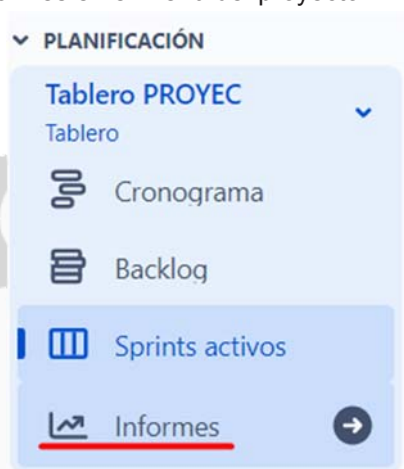 PLANIFICACIÓN
Tablero PROYEC
Tablero
Cronograma
Backlog
Sprints activos
Informes